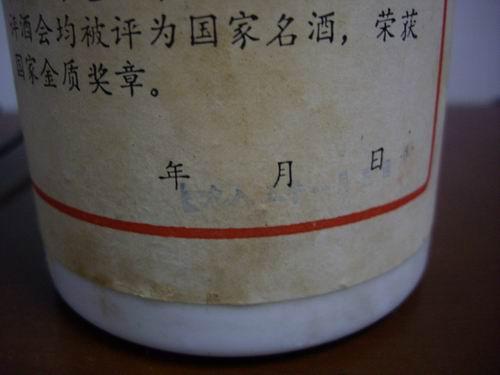 评酒会均被评为国家名酒，荣获
国家金质奖章。
年 月 日